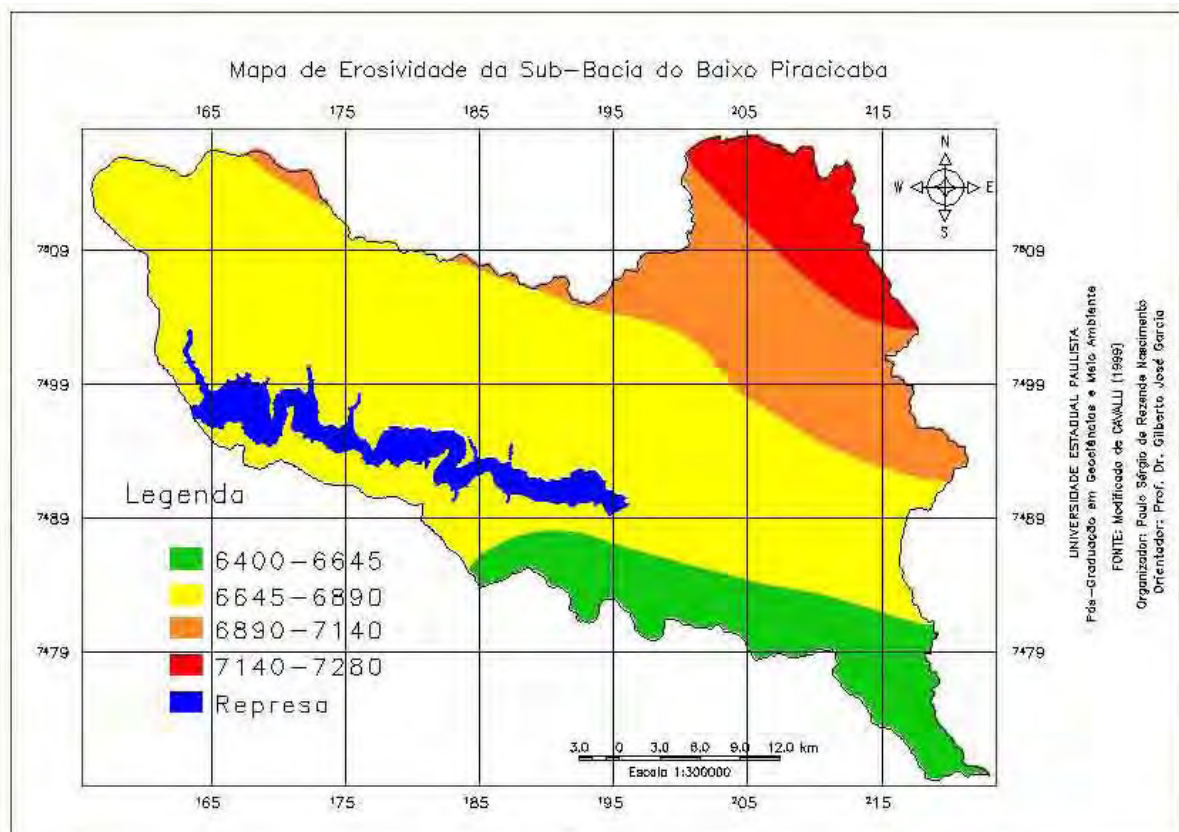 Mapa de Erosividade da Sub-Bacia do Baixo Piracicaba
165 175 185 195 205 215
N
W E
S
7509 7509
7499 7499
7489 7489
7479 7479
Legenda
6400-6645
6645-6890
6890-7140
7140-7280
Represa
3.0 0 3.0 6.0 9.0 12.0 km
Escala 1:300000
165 175 185 195 205 215
UNIVERSIDADE ESTADUAL PAULISTA
Pós-Graduação em Geociências e Meio Ambiente
FONTE: Modificado de CAVALLI (1999)
Organizador: Paulo Sérgio de Rezende Nascimento
Orientador: Prof. Dr. Gilberto José Garcia